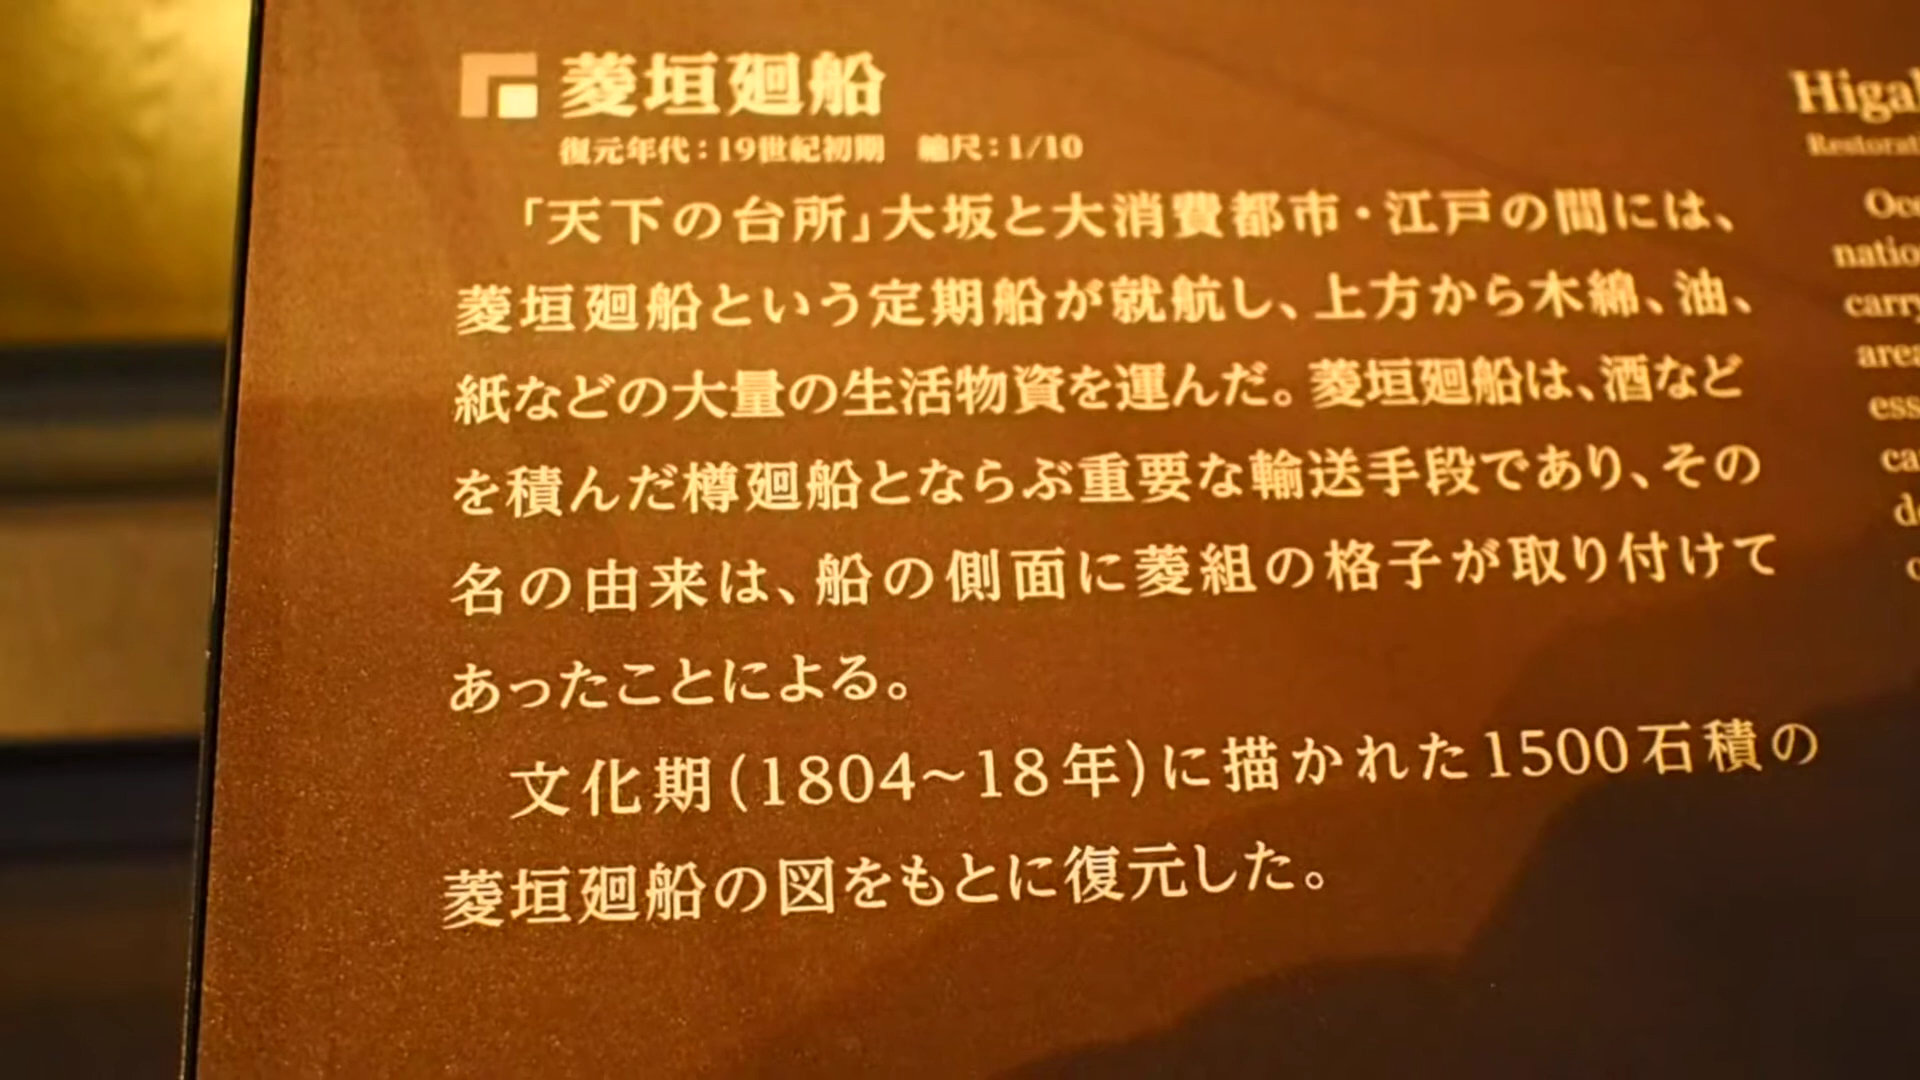 菱垣廻船
復元年代：19世紀初期　縮尺：1/10
「天下の台所」大坂と大消費都市・江戸の間には、
菱垣廻船という定期船が就航し、上方から木綿、油、
紙などの大量の生活物資を運んだ。菱垣廻船は、酒など
を積んだ樽廻船とならぶ重要な輸送手段であり、その
名の由来は、船の側面に菱組の格子が取り付けて
あったことによる。
文化期(1804〜18年)に描かれた1500石積の
菱垣廻船の図をもとに復元した。